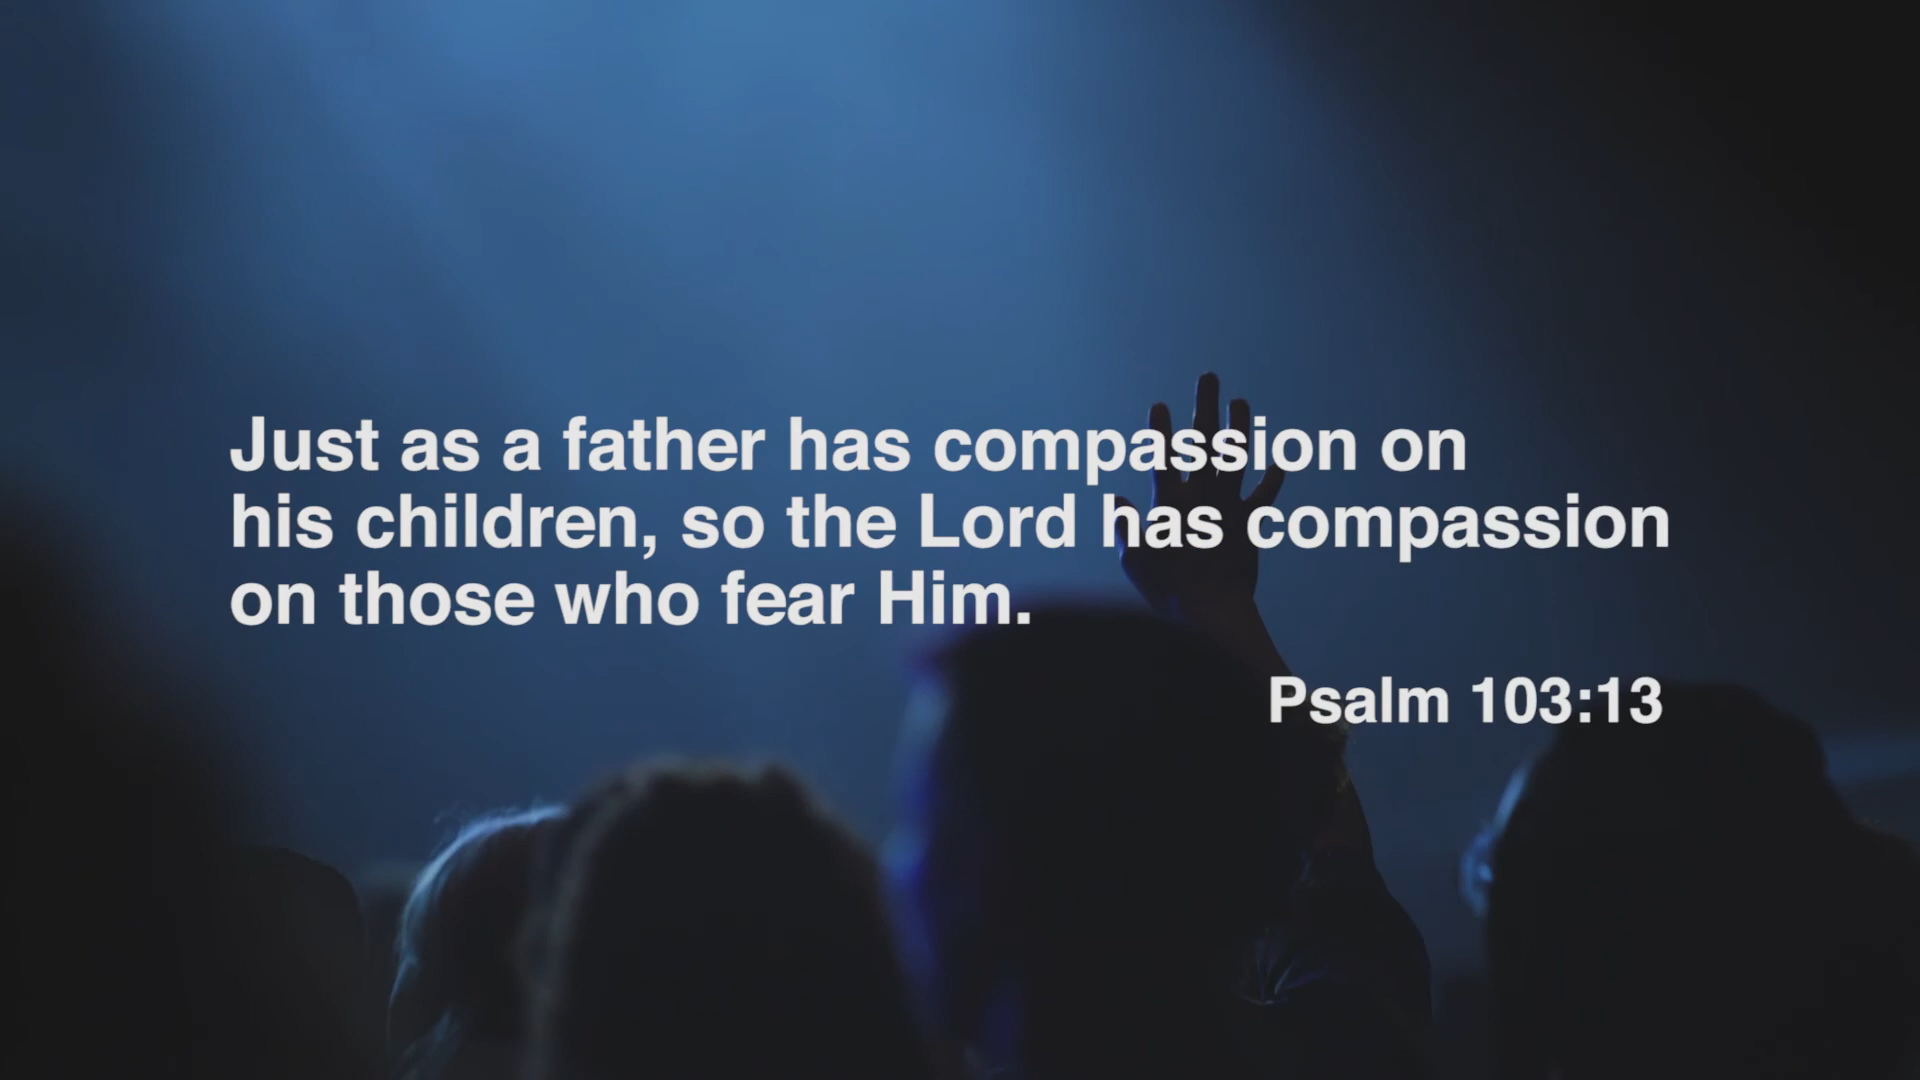 Just as a father has compassion on
his children, so the Lord has compassion
on those who fear Him.
Psalm 103:13